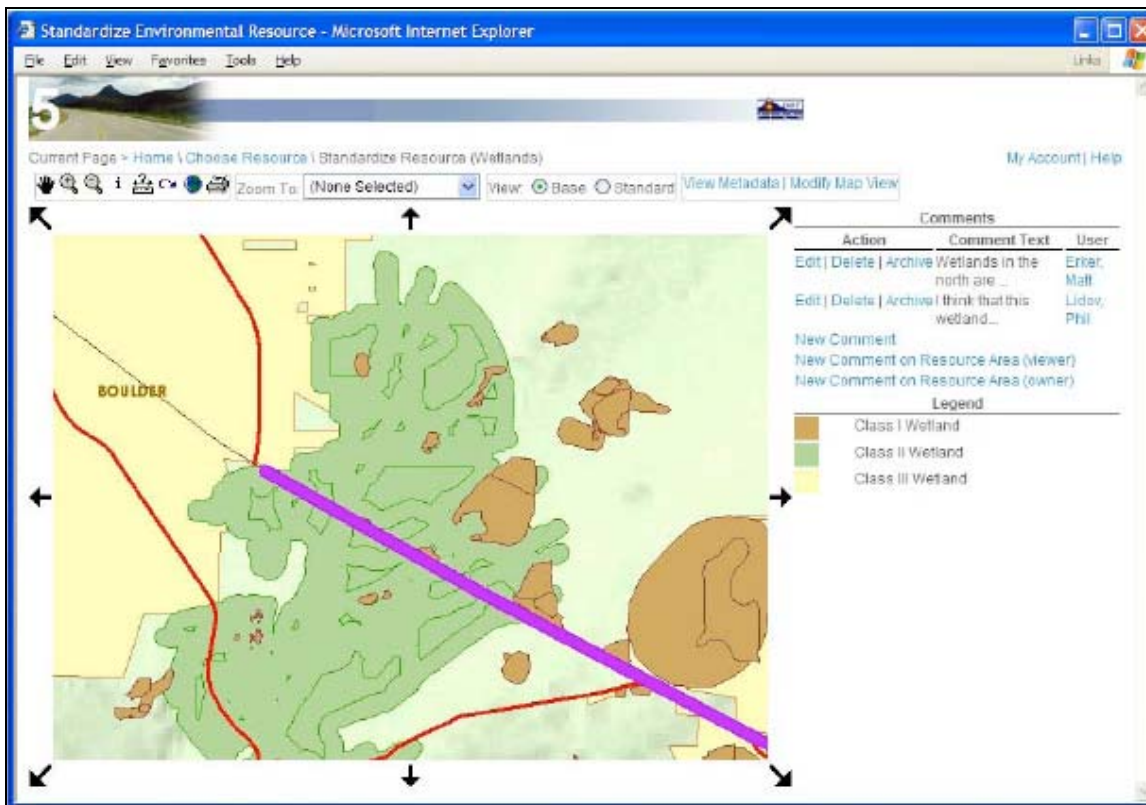 Standardize Environmental Resource - Microsoft Internet Explorer
File Edit View Favorites Tools Help
Links
5
Current Page > Home \ Choose Resource \ Standardize Resource (Wetlands)
My Account | Help
Zoom To: (None Selected) View: Base Standard View Metadata | Modify Map View
Comments
Action Comment Text User
Edit | Delete | Archive Wetlands in the north are ... Erker, Matt
Edit | Delete | Archive I think that this wetland... Lidov, Phil
New Comment
New Comment on Resource Area (viewer)
New Comment on Resource Area (owner)
Legend
Class I Wetland
Class II Wetland
Class III Wetland
BOULDER